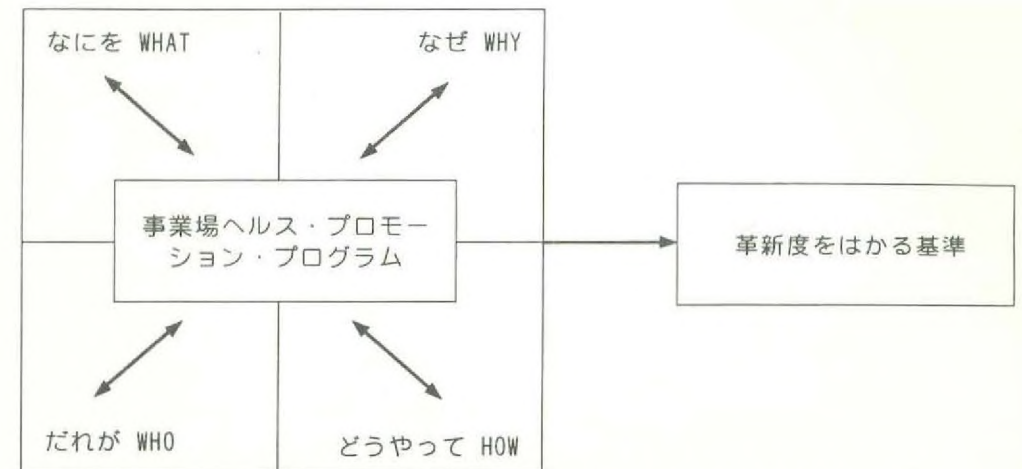 なにを WHAT
なぜ WHY
事業場ヘルス・プロモー
ション・プログラム
革新度をはかる基準
だれが WHO
どうやって HOW